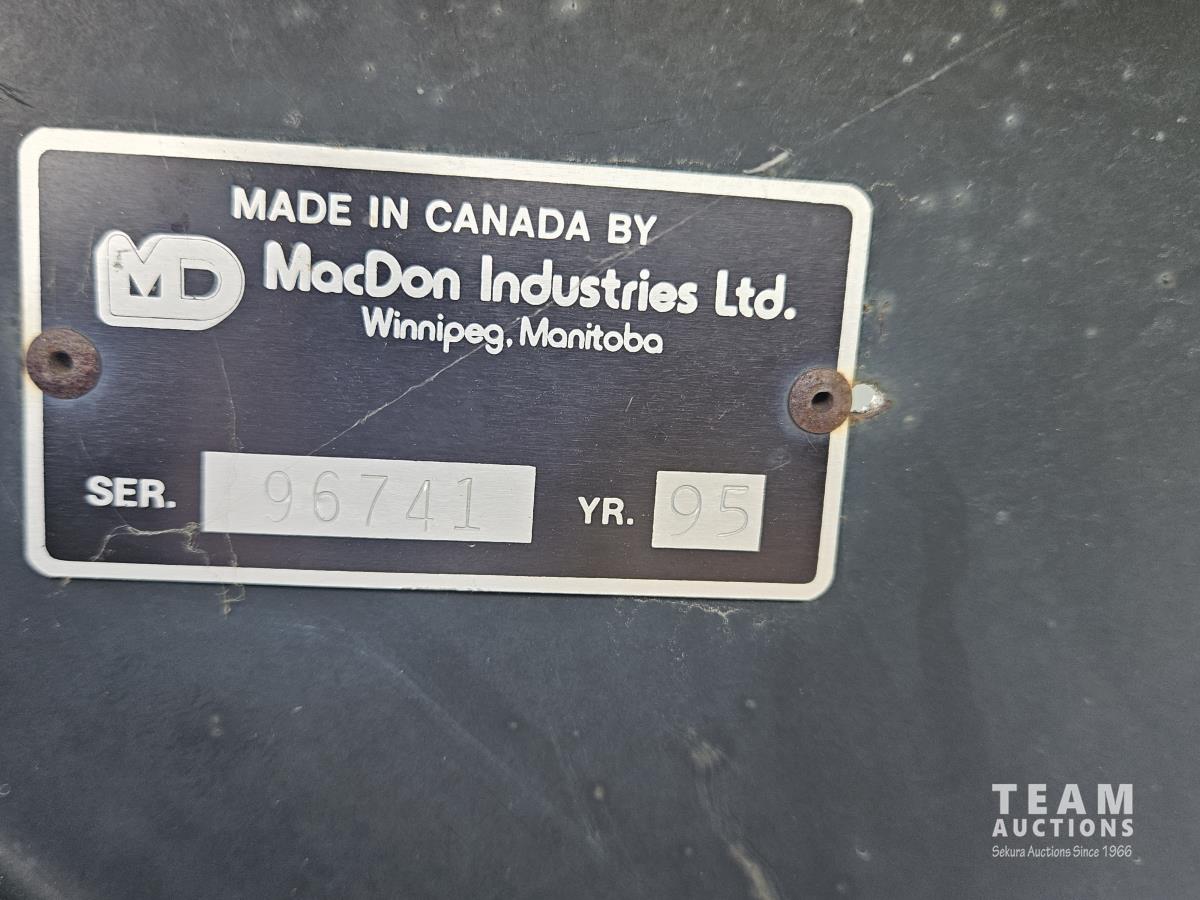 MADE IN CANADA BY
MD MacDon Industries Ltd.
Winnipeg, Manitoba
SER. 96741 YR. 95
TEAM
AUCTIONS
Sekura Auctions Since 1966